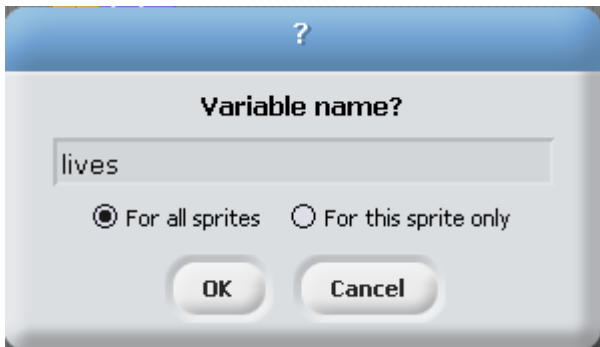 ?
Variable name?
lives
For all sprites For this sprite only
OK Cancel